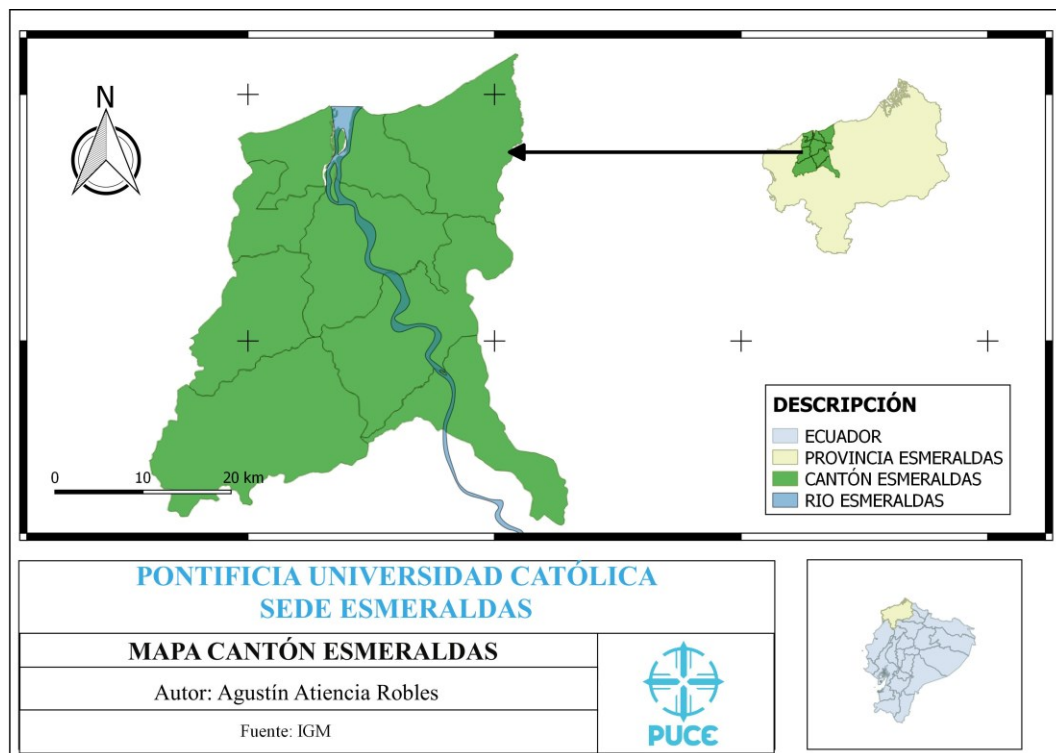 N
0 10 20 km
DESCRIPCIÓN
ECUADOR
PROVINCIA ESMERALDAS
CANTÓN ESMERALDAS
RIO ESMERALDAS
PONTIFICIA UNIVERSIDAD CATÓLICA
SEDE ESMERALDAS
MAPA CANTÓN ESMERALDAS
Autor: Agustín Atiencia Robles
Fuente: IGM
PUCE